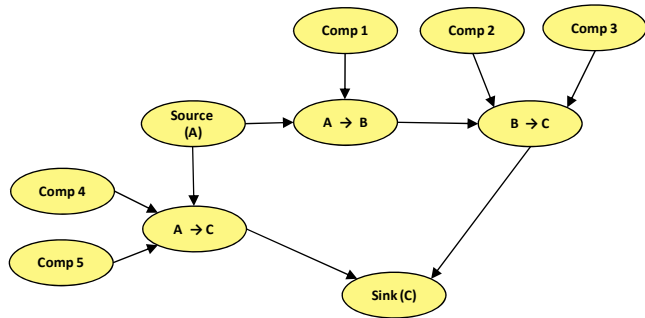 Comp 1
Comp 2
Comp 3
Source
(A)
A → B
B → C
Comp 4
A → C
Comp 5
Sink (C)